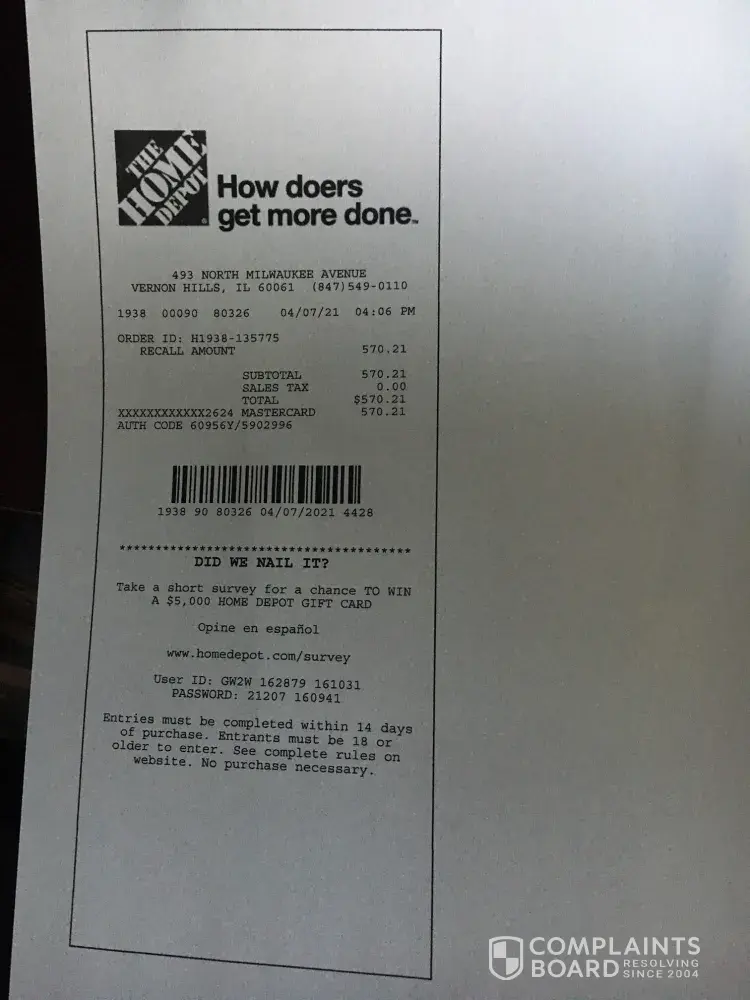 THE
HOME
DEPOT
How doers
get more done.™
493 NORTH MILWAUKEE AVENUE
VERNON HILLS, IL 60061 (847)549-0110
1938 00090 80326 04/07/21 04:06 PM
ORDER ID: H1938-135775
RECALL AMOUNT 570.21
SUBTOTAL 570.21
SALES TAX 0.00
TOTAL $570.21
XXXXXXXXXXXX2624 MASTERCARD 570.21
AUTH CODE 60956Y/5902996
1938 90 80326 04/07/2021 4428
*****************************************
DID WE NAIL IT?
Take a short survey for a chance TO WIN
A $5,000 HOME DEPOT GIFT CARD
Opine en español
www.homedepot.com/survey
User ID: GW2W 162879 161031
PASSWORD: 21207 160941
Entries must be completed within 14 days
of purchase. Entrants must be 18 or
older to enter. See complete rules on
website. No purchase necessary.
COMPLAINTS
BOARD RESOLVING
SINCE 2004